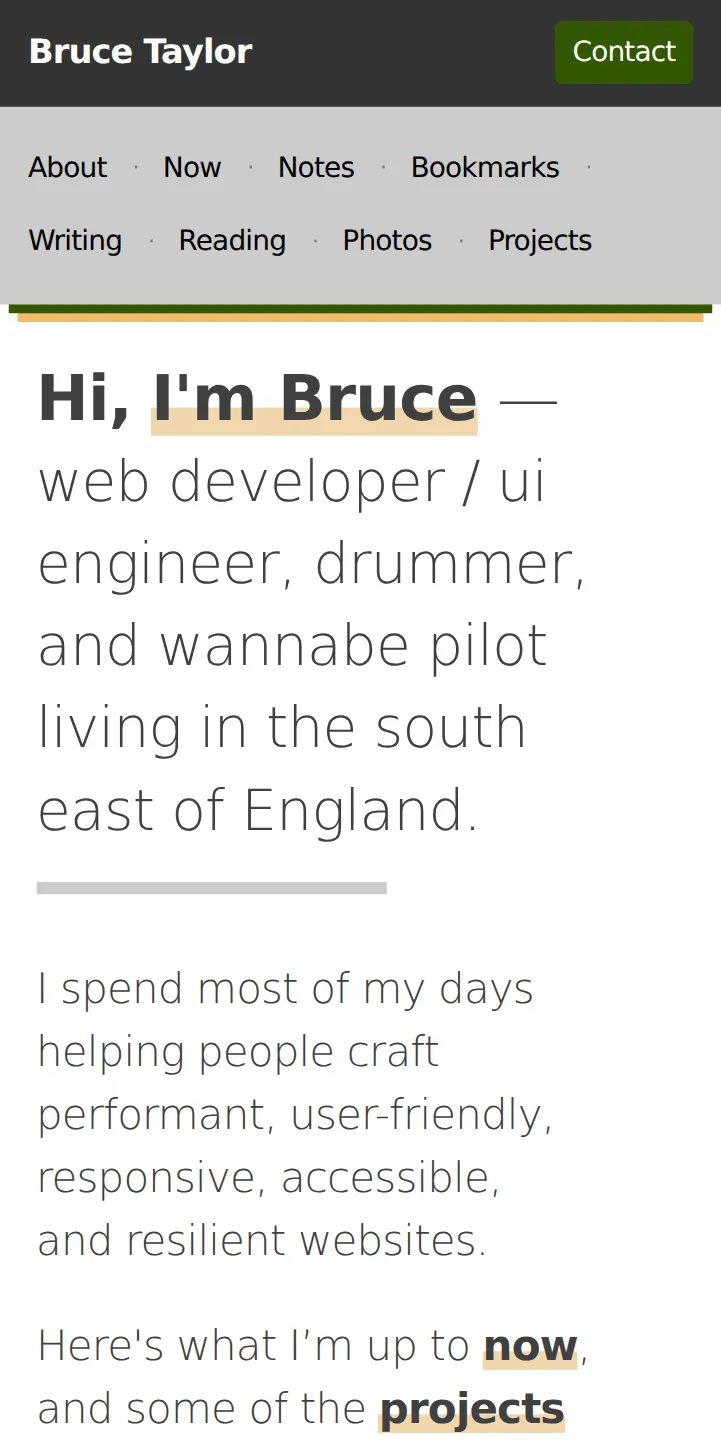 Bruce Taylor
Contact
About · Now · Notes · Bookmarks ·
Writing · Reading · Photos · Projects
Hi, I'm Bruce —
web developer / ui
engineer, drummer,
and wannabe pilot
living in the south
east of England.
I spend most of my days
helping people craft
performant, user-friendly,
responsive, accessible,
and resilient websites.
Here's what I’m up to now,
and some of the projects